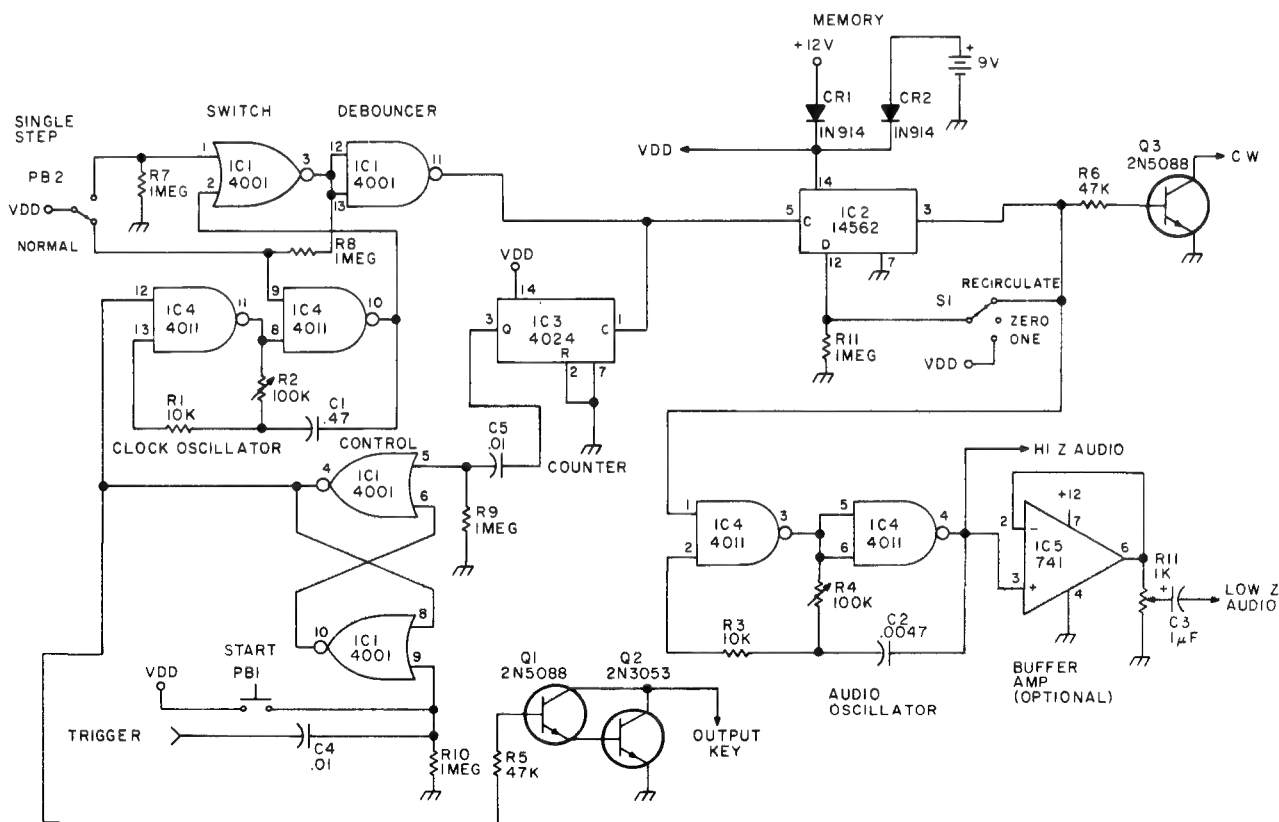 MEMORY
+12V
+
9V
CR1
IN914
CR2
IN914
VDD
SWITCH
DEBOUNCER
SINGLE
STEP
PB2
VDD
NORMAL
1
2
IC1
4001
3
R7
1MEG
12
13
IC1
4001
11
R8
1MEG
14
5
C
IC2
14562
3
D
12
7
R6
47K
Q3
2N5088
CW
RECIRCULATE
S1
ZERO
ONE
VDD
R11
1MEG
12
13
IC4
4011
11
9
8
IC4
4011
10
R2
100K
R1
10K
C1
.47
CLOCK OSCILLATOR
VDD
14
3
Q
IC3
4024
C
1
R
2
7
COUNTER
C5
.01
CONTROL
4
IC1
4001
5
6
R9
1MEG
10
IC1
4001
8
9
START
PB1
VDD
TRIGGER
C4
.01
R10
1MEG
R5
47K
Q1
2N5088
Q2
2N3053
OUTPUT
KEY
1
2
IC4
4011
3
5
6
IC4
4011
4
R4
100K
R3
10K
C2
.0047
AUDIO
OSCILLATOR
HI Z AUDIO
+12
7
2
−
IC5
741
3
+
6
4
BUFFER
AMP
(OPTIONAL)
R11
1K
+
C3
1µF
LOW Z
AUDIO